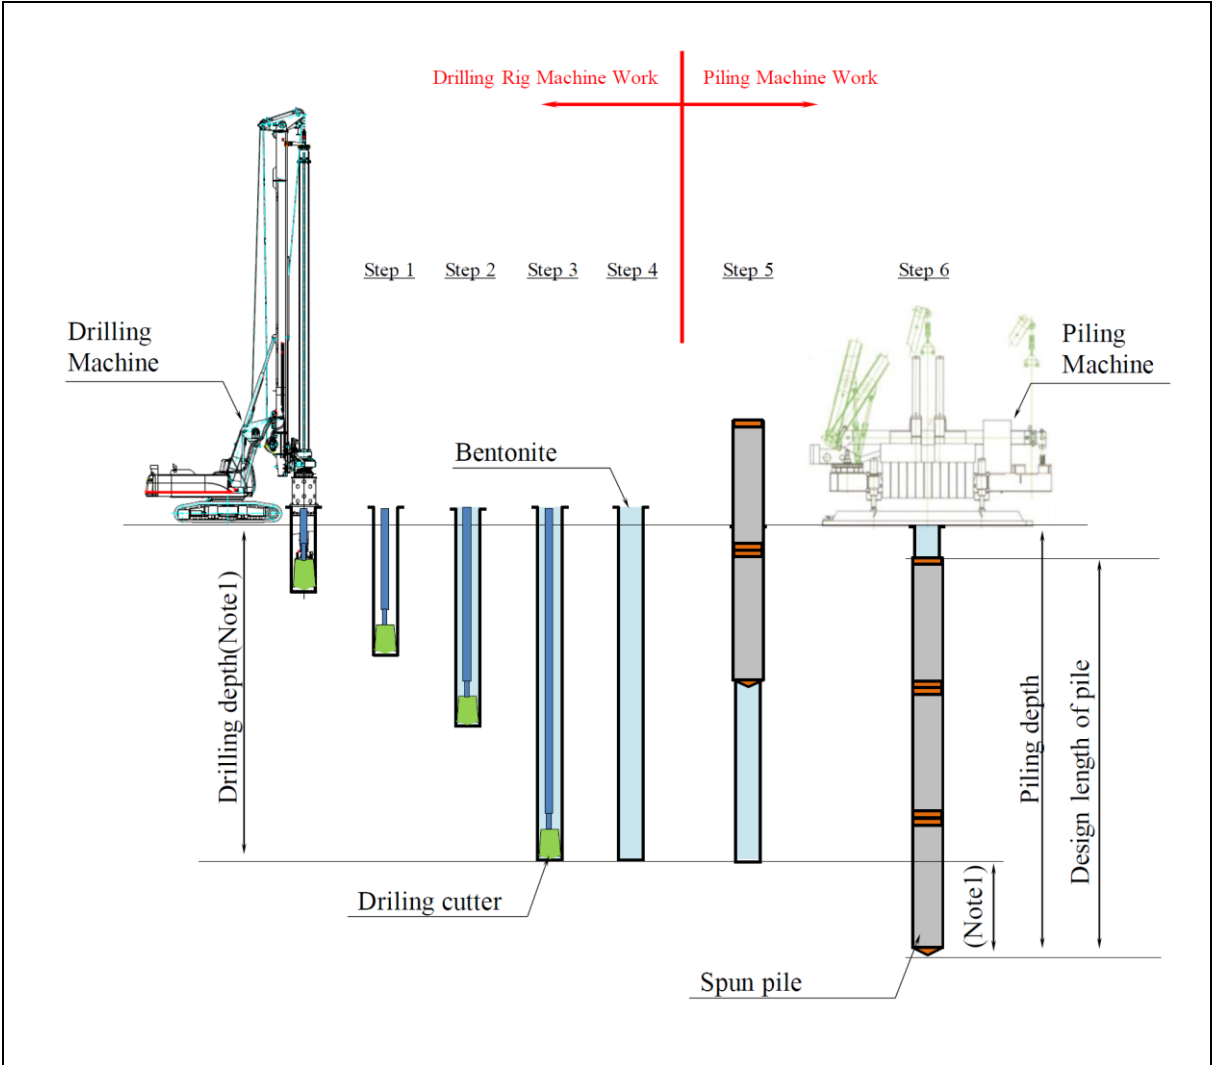 Drilling Rig Machine Work
Piling Machine Work
Step 1
Step 2
Step 3
Step 4
Step 5
Step 6
Drilling
Machine
Piling
Machine
Bentonite
Drilling depth(Note1)
Piling depth
Design length of pile
(Note1)
Driling cutter
Spun pile